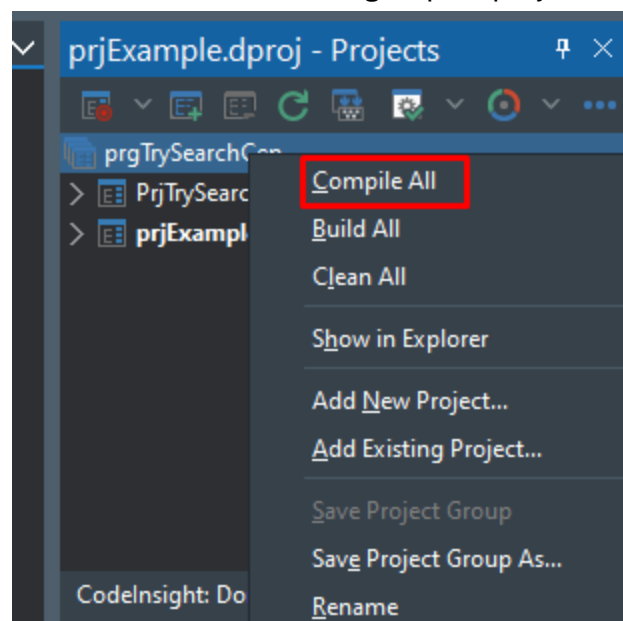 prjExample.dproj - Projects
prgTrySearchCon
Compile All
PrjTrySearc
Build All
prjExampl
Clean All
Show in Explorer
Add New Project...
Add Existing Project...
Save Project Group
Save Project Group As...
CodeInsight: Do
Rename